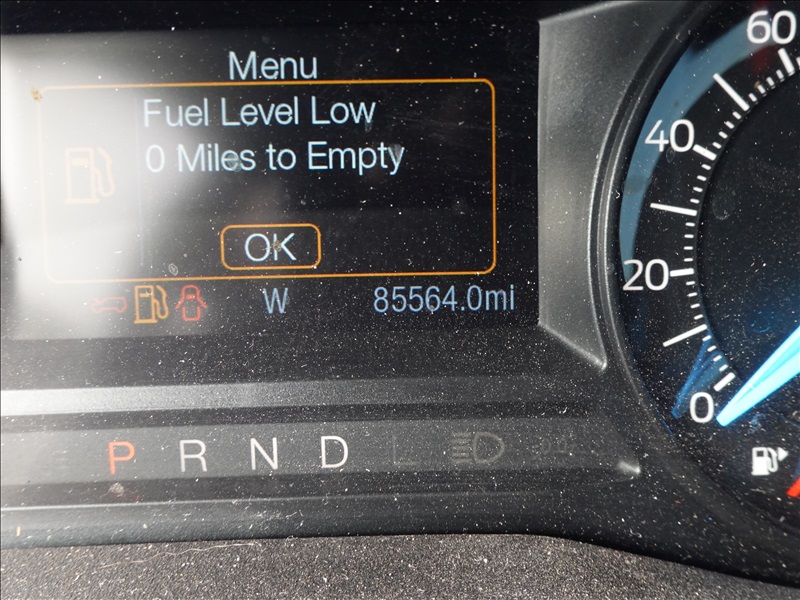 Menu
Fuel Level Low
0 Miles to Empty
OK
W 85564.0mi
P R N D L
60
40
20
0